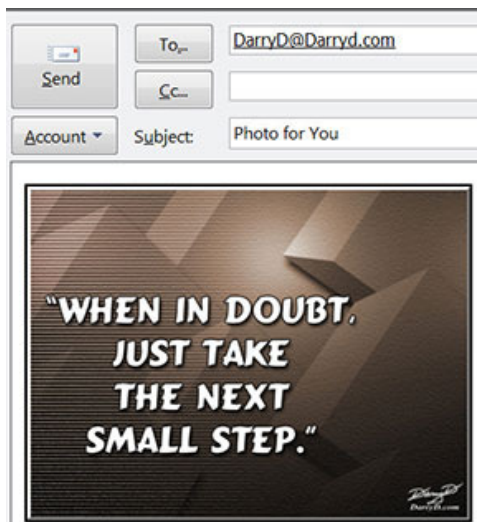 To...
DarryD@Darryd.com
Send
Cc...
Account
Subject:
Photo for You
"WHEN IN DOUBT,
JUST TAKE
THE NEXT
SMALL STEP."
DarryD
DarryD.com